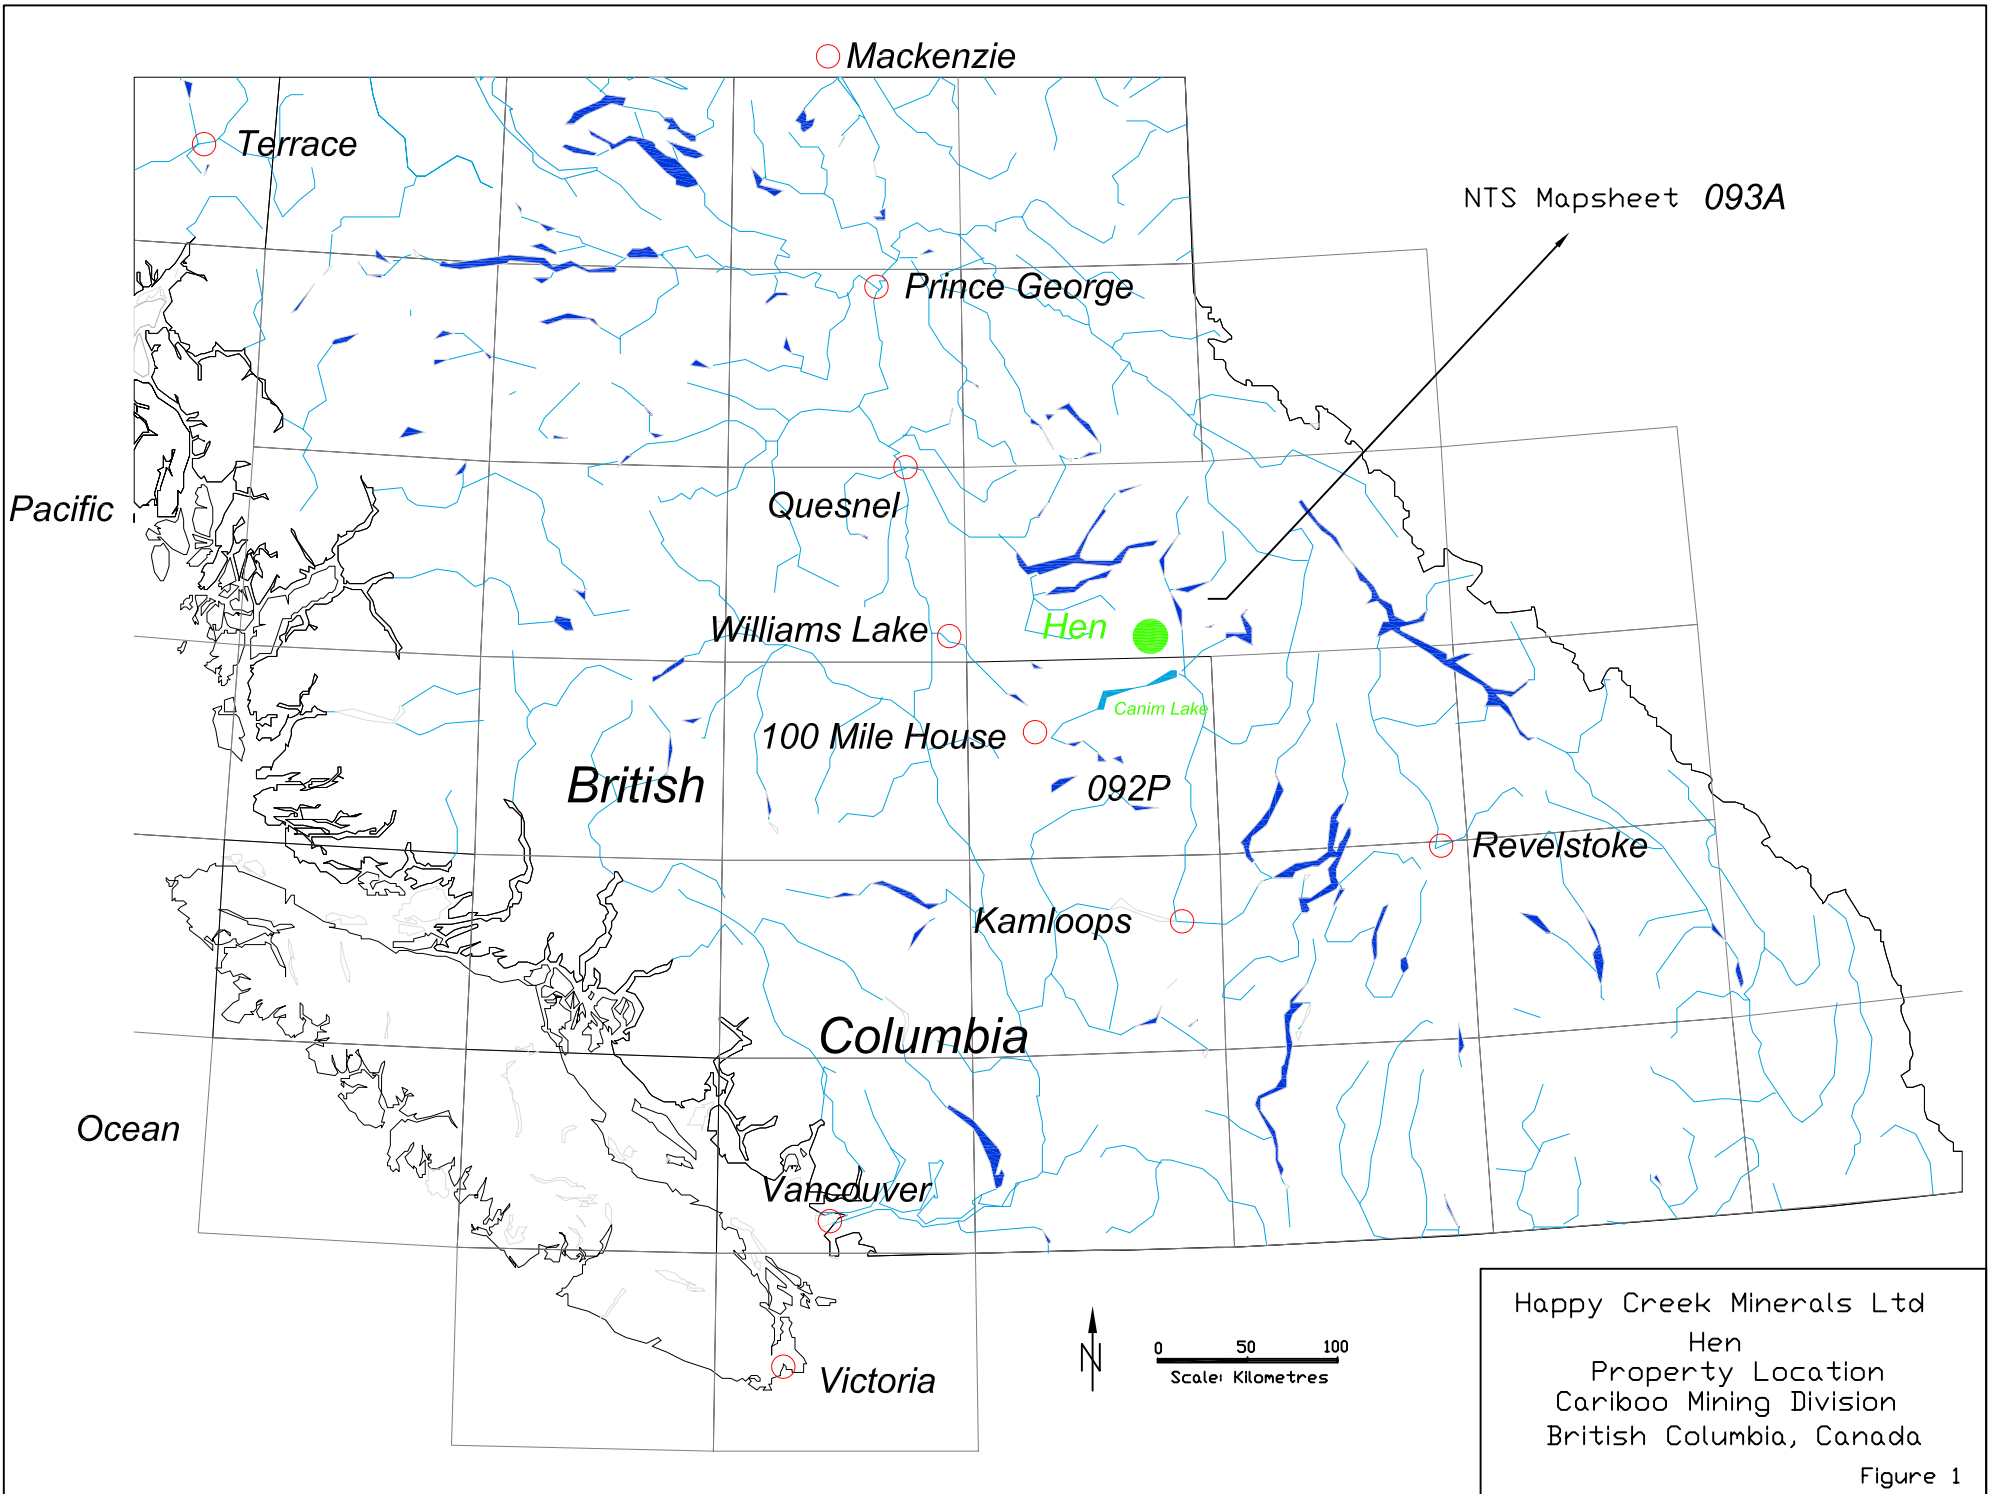 Mackenzie
Terrace
NTS Mapsheet 093A
Prince George
Pacific
Quesnel
Williams Lake
Hen
Canim Lake
100 Mile House
British
092P
Revelstoke
Kamloops
Columbia
Ocean
Vancouver
Victoria
N
0 50 100
Scale: Kilometres
Happy Creek Minerals Ltd
Hen
Property Location
Cariboo Mining Division
British Columbia, Canada
Figure 1